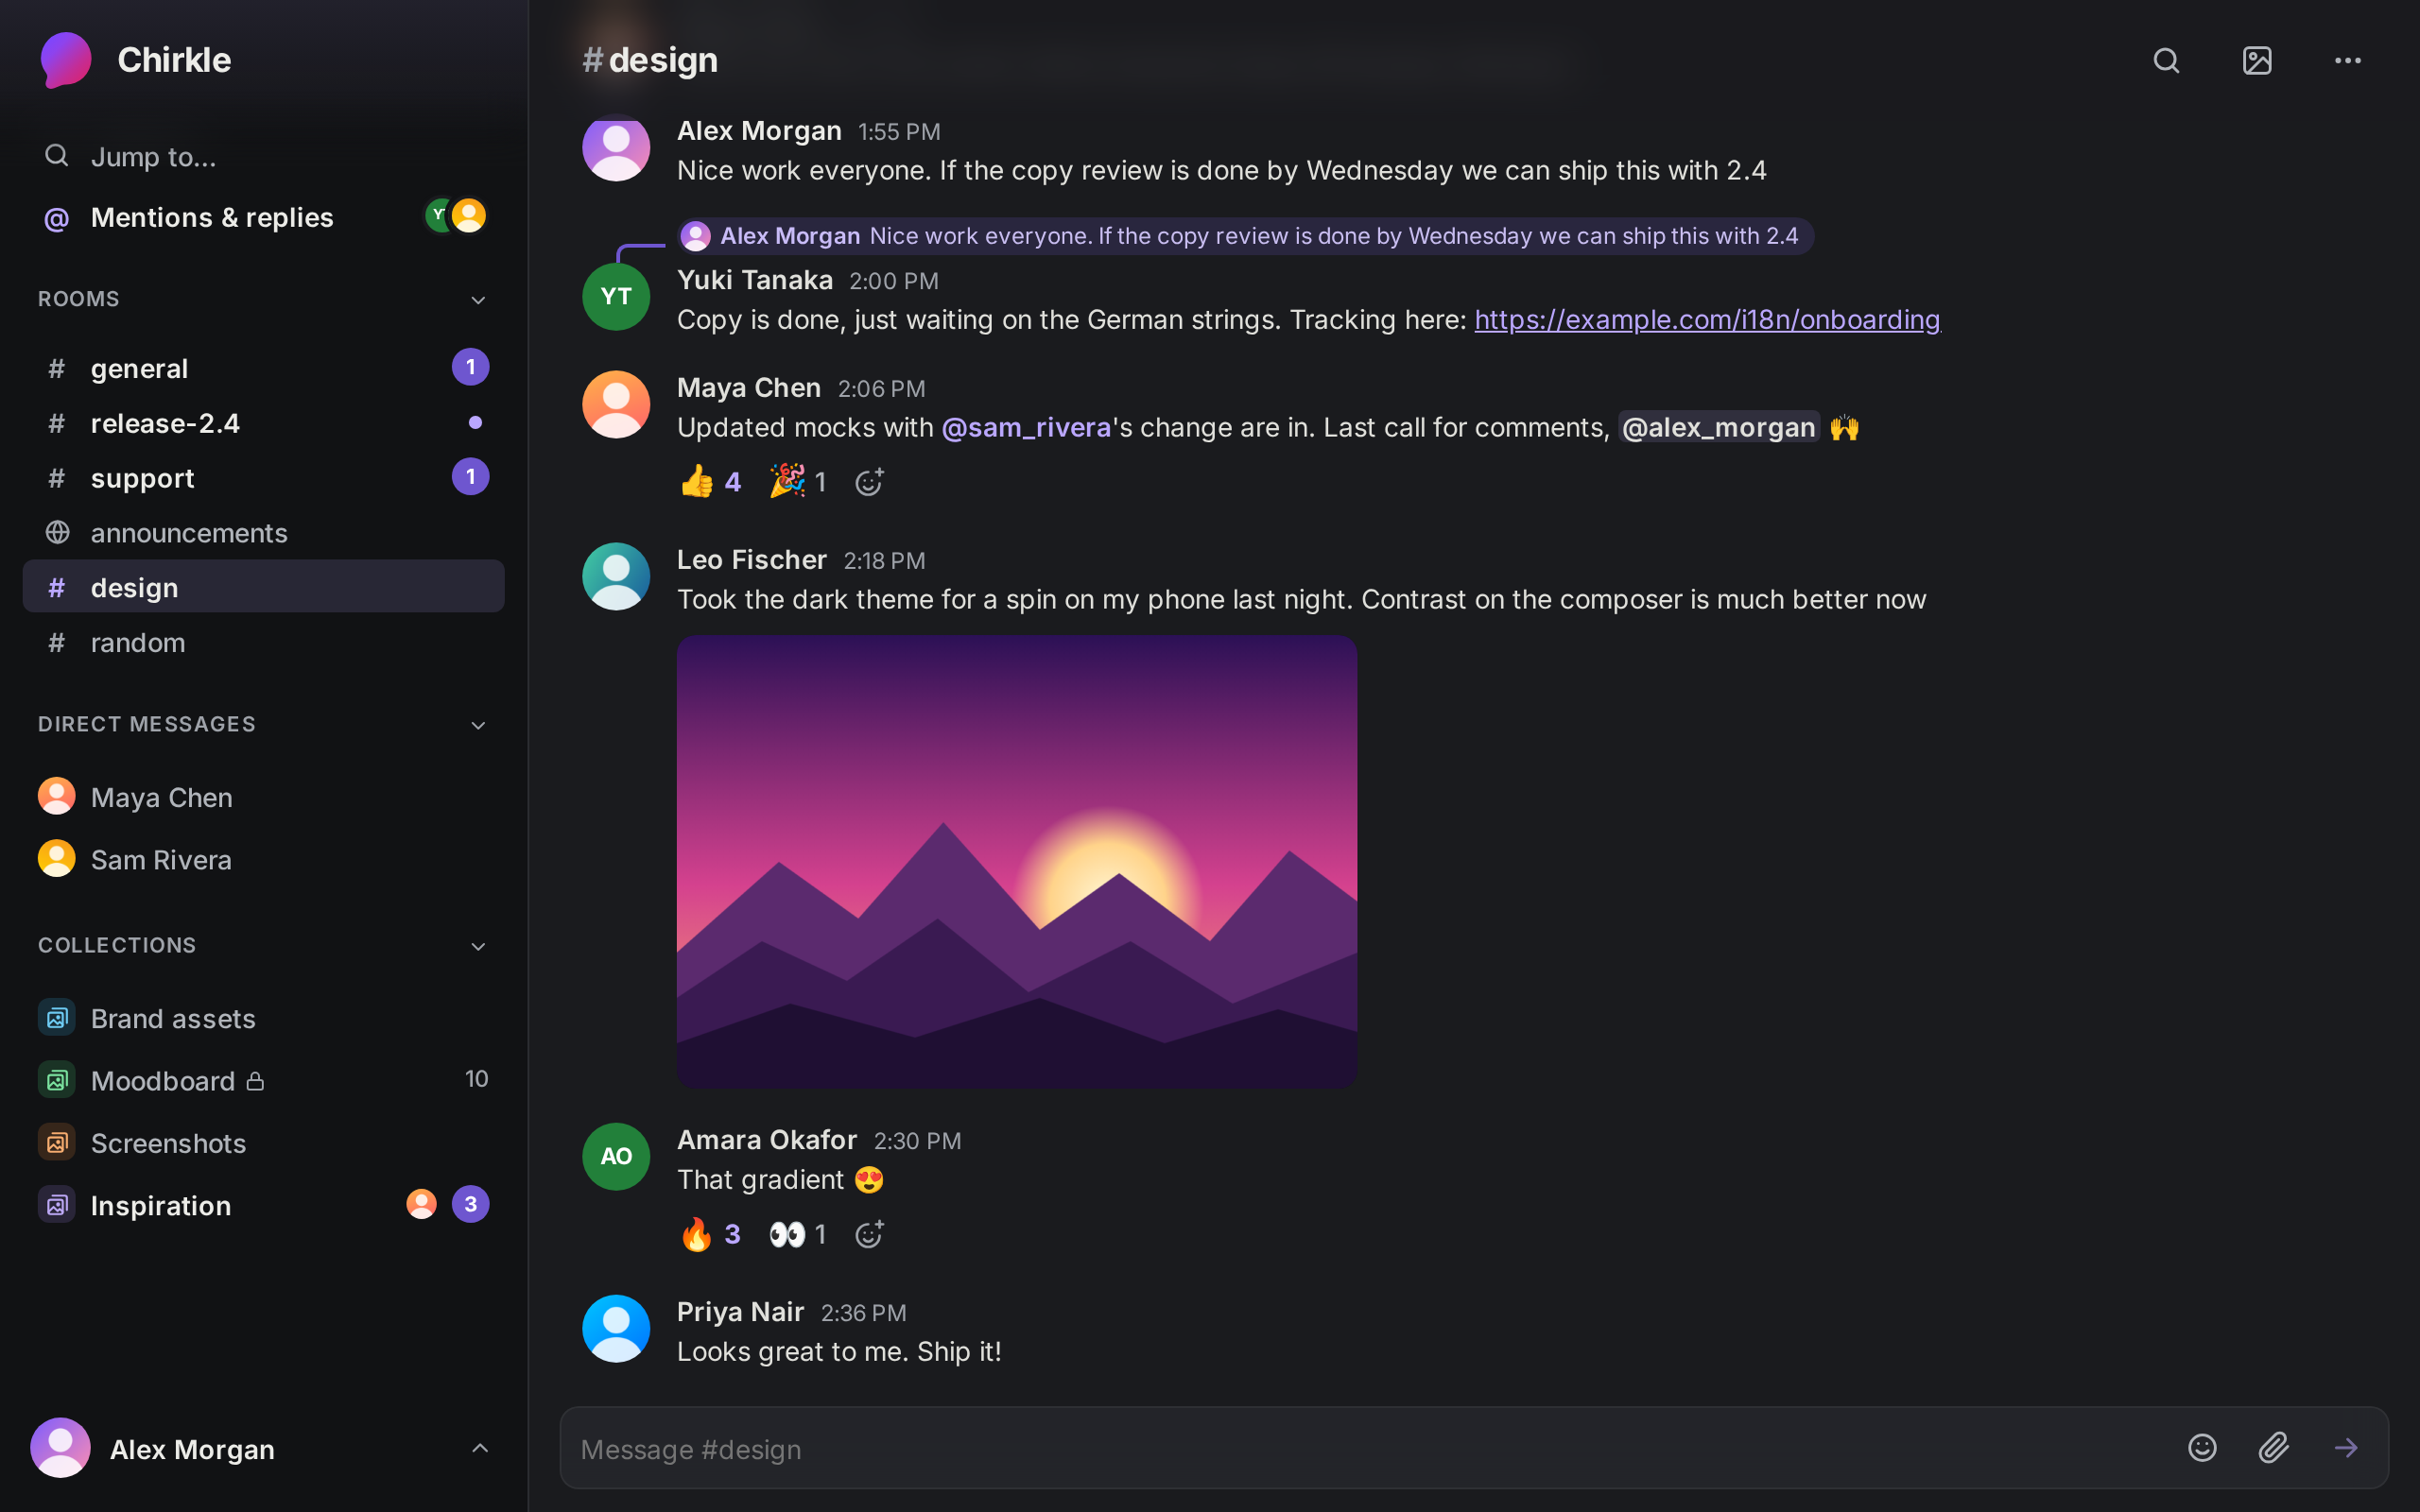 Chirkle
Jump to...
@ Mentions & replies
YT
ROOMS
# general 1
# release-2.4
# support 1
announcements
# design
# random
DIRECT MESSAGES
Maya Chen
Sam Rivera
COLLECTIONS
Brand assets
Moodboard 10
Screenshots
Inspiration 3
Alex Morgan
# design
Alex Morgan 1:55 PM
Nice work everyone. If the copy review is done by Wednesday we can ship this with 2.4
Alex Morgan Nice work everyone. If the copy review is done by Wednesday we can ship this with 2.4
YT
Yuki Tanaka 2:00 PM
Copy is done, just waiting on the German strings. Tracking here: https://example.com/i18n/onboarding
Maya Chen 2:06 PM
Updated mocks with @sam_rivera's change are in. Last call for comments, @alex_morgan 🙌
👍 4 🎉 1
Leo Fischer 2:18 PM
Took the dark theme for a spin on my phone last night. Contrast on the composer is much better now
AO
Amara Okafor 2:30 PM
That gradient 😍
🔥 3 👀 1
Priya Nair 2:36 PM
Looks great to me. Ship it!
Message #design